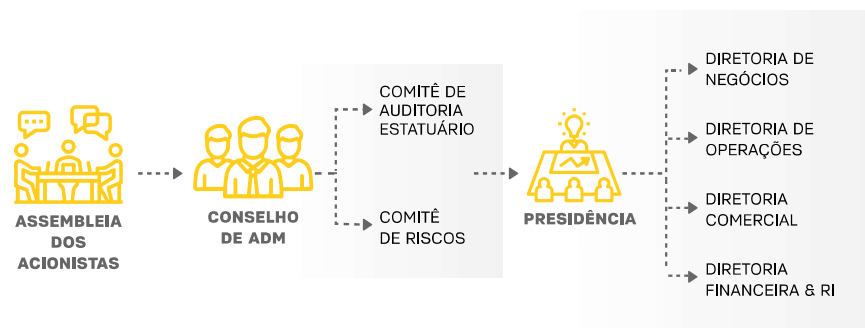 ASSEMBLEIA
DOS
ACIONISTAS
CONSELHO
DE ADM
COMITÊ DE
AUDITORIA
ESTATUÁRIO
COMITÊ
DE RISCOS
PRESIDÊNCIA
DIRETORIA DE
NEGÓCIOS
DIRETORIA DE
OPERAÇÕES
DIRETORIA
COMERCIAL
DIRETORIA
FINANCEIRA & RI